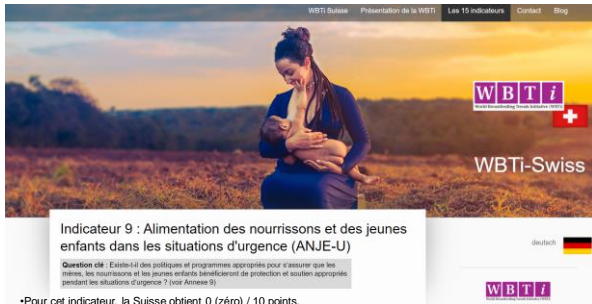 WBTi Suisse Présentation de la WBTi Les 15 indicateurs Contact Blog
WBTi
World Breastfeeding Trends Initiative (WBTi)
WBTi-Swiss
Indicateur 9 : Alimentation des nourrissons et des jeunes
enfants dans les situations d'urgence (ANJE-U)
deutsch
Question clé : Existe-t-il des politiques et programmes appropriés pour s'assurer que les
mères, les nourrissons et les jeunes enfants bénéficieront de protection et soutien appropriés
pendant les situations d'urgence ? (voir Annexe 9)
WBTi
•Pour cet indicateur, la Suisse obtient 0 (zéro) / 10 points.